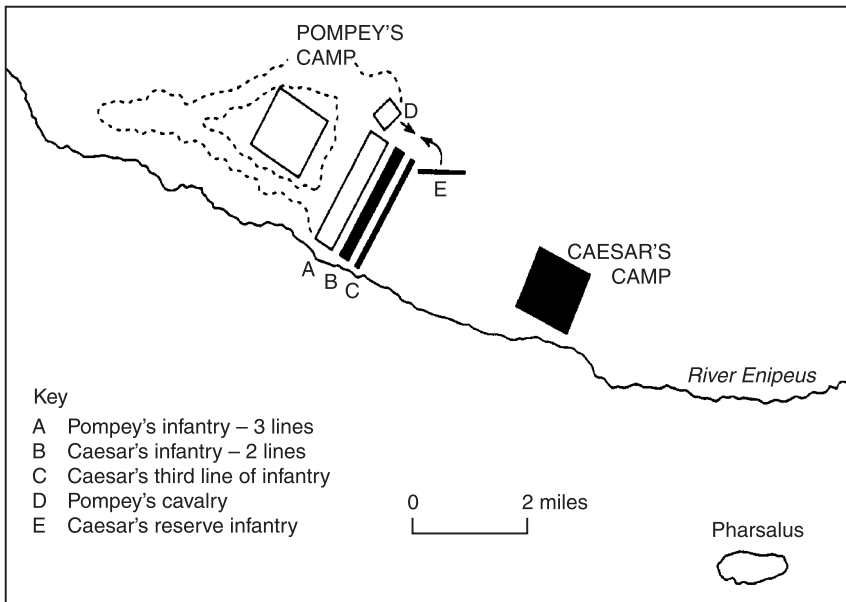 POMPEY'S
CAMP
D
E
A
B
C
CAESAR'S
CAMP
River Enipeus
Key
A Pompey's infantry – 3 lines
B Caesar's infantry – 2 lines
C Caesar's third line of infantry
D Pompey's cavalry
E Caesar's reserve infantry
0 2 miles
Pharsalus